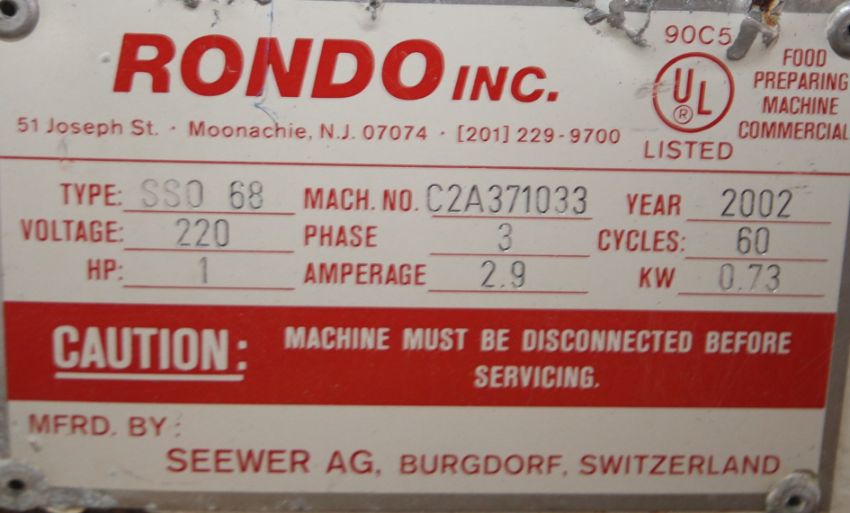 RONDO INC.
51 Joseph St. · Moonachie, N.J. 07074 · [201] 229-9700
90C5
UL
®
LISTED
FOOD
PREPARING
MACHINE
COMMERCIAL
TYPE: SSO 68 MACH. NO. C2A371033 YEAR 2002
VOLTAGE: 220 PHASE 3 CYCLES: 60
HP: 1 AMPERAGE 2.9 KW 0.73
CAUTION: MACHINE MUST BE DISCONNECTED BEFORE
SERVICING.
MFRD. BY:
SEEWER AG, BURGDORF, SWITZERLAND